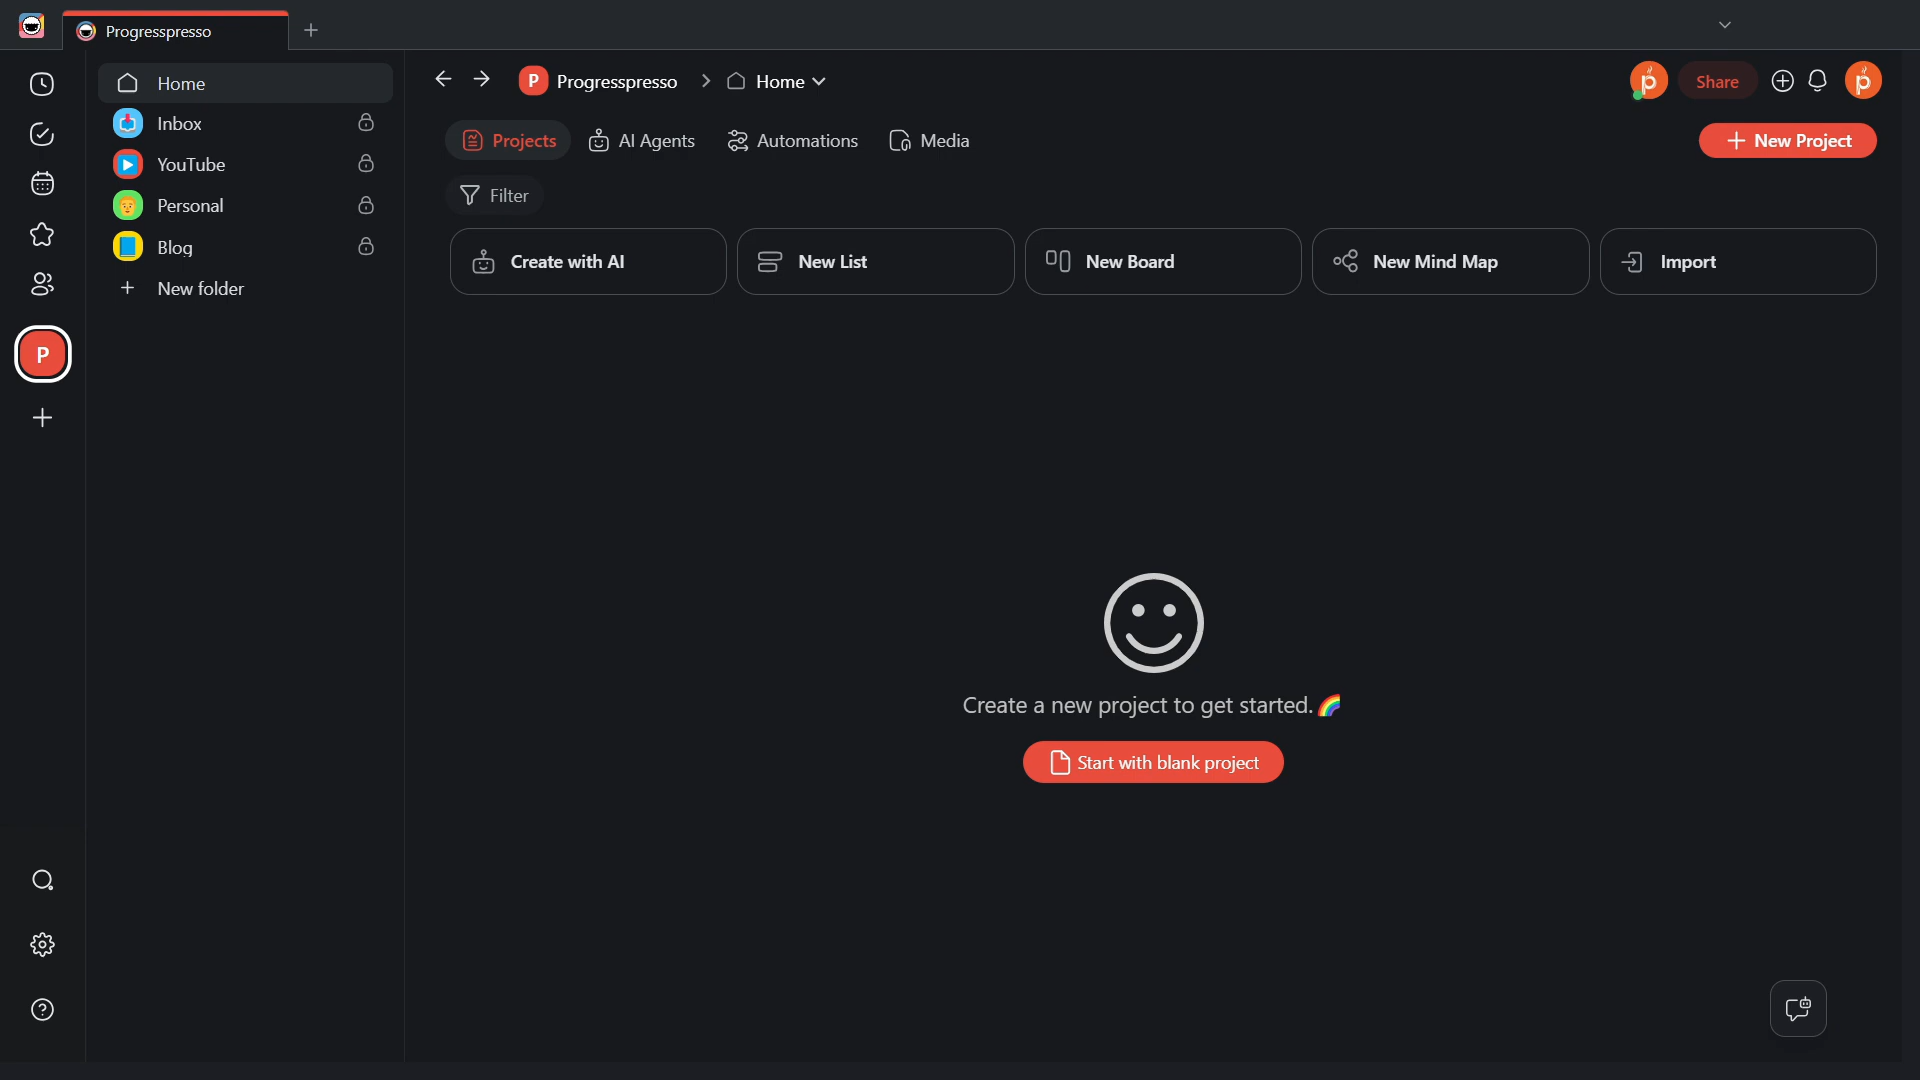 Progresspresso
Home
Inbox
YouTube
Personal
Blog
New folder
P
P Progresspresso Home
Share
Projects AI Agents Automations Media
New Project
Filter
Create with AI
New List
New Board
New Mind Map
Import
Create a new project to get started.🌈
Start with blank project